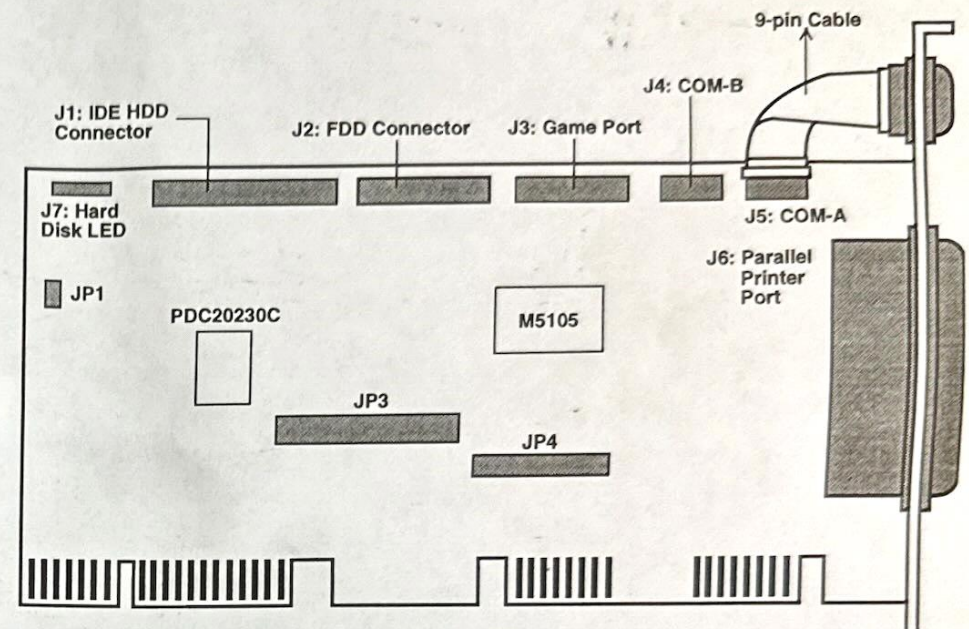 9-pin Cable
J4: COM-B
J1: IDE HDD
Connector
J2: FDD Connector
J3: Game Port
J7: Hard
Disk LED
J5: COM-A
J6: Parallel
Printer
Port
JP1
PDC20230C
M5105
JP3
JP4